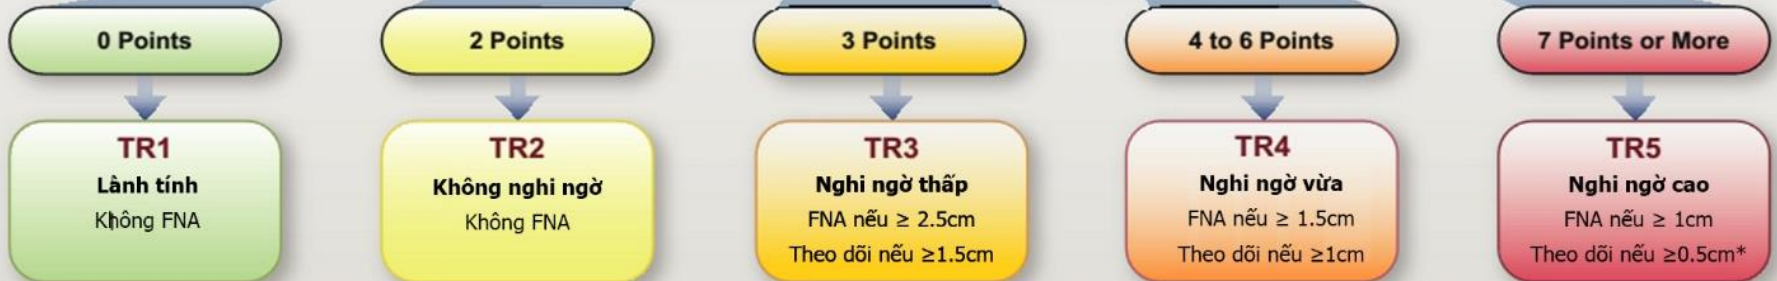 0 Points
2 Points
3 Points
4 to 6 Points
7 Points or More
TR1
Lành tính
Không FNA
TR2
Không nghi ngờ
Không FNA
TR3
Nghi ngờ thấp
FNA nếu ≥ 2.5cm
Theo dõi nếu ≥1.5cm
TR4
Nghi ngờ vừa
FNA nếu ≥ 1.5cm
Theo dõi nếu ≥1cm
TR5
Nghi ngờ cao
FNA nếu ≥ 1cm
Theo dõi nếu ≥0.5cm*